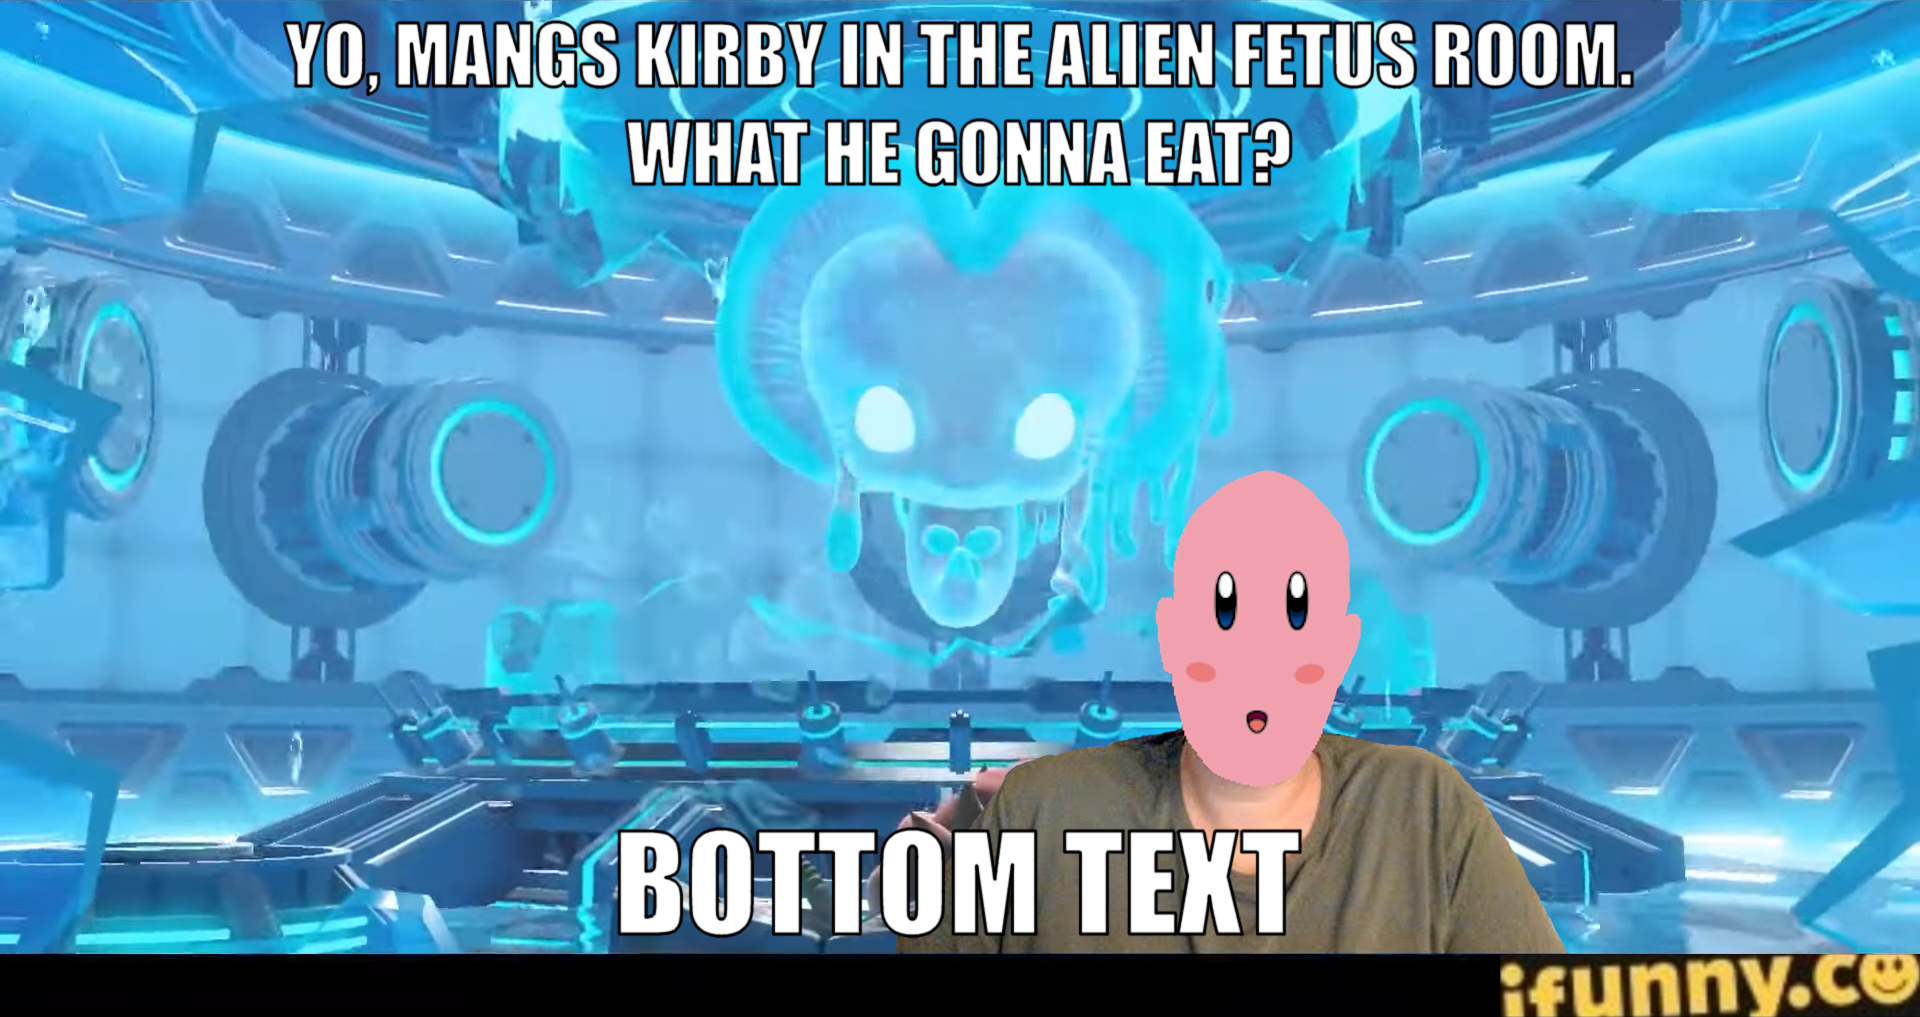 YO, MANGS KIRBY IN THE ALIEN FETUS ROOM.
WHAT HE GONNA EAT?
BOTTOM TEXT
ifunny.co